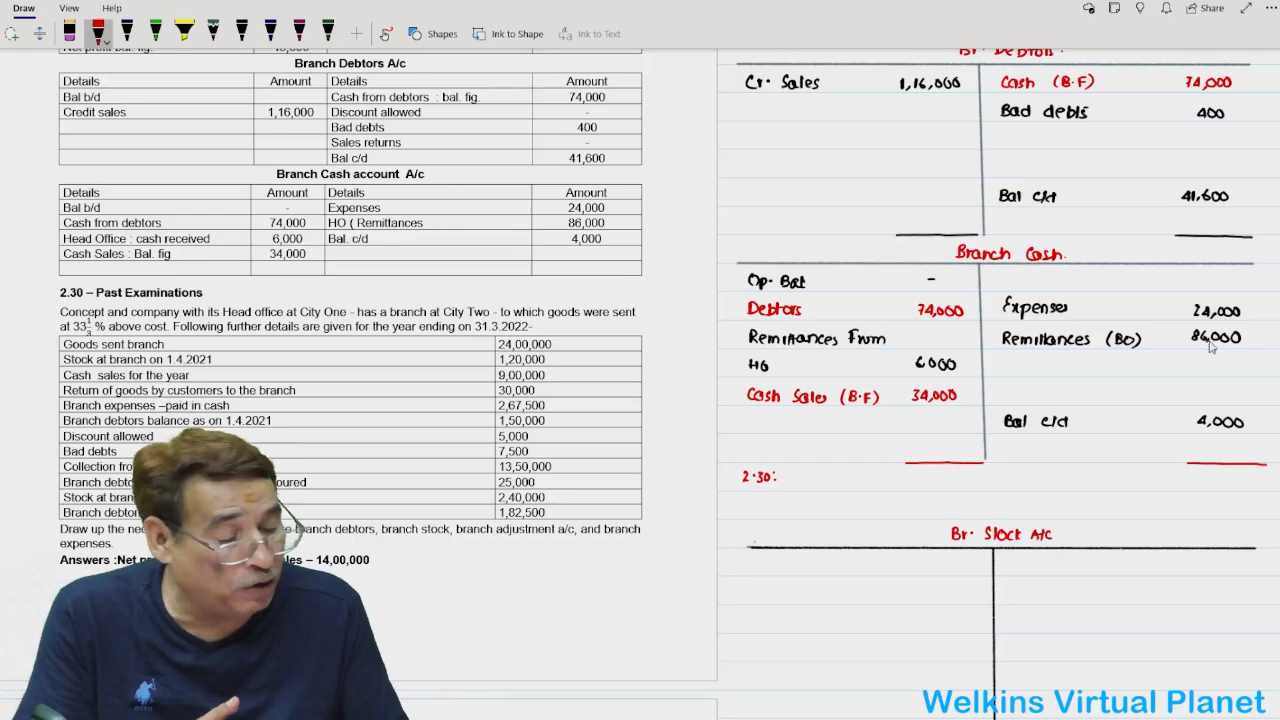 Draw View Help
Share
Shapes Ink to Shape Ink to Text
Branch Debtors A/c
Details Amount Details Amount
Bal b/d Cash from debtors : bal. fig. 74,000
Credit sales 1,16,000 Discount allowed -
Bad debts 400
Sales returns -
Bal c/d 41,600
Branch Cash account A/c
Details Amount Details Amount
Bal b/d - Expenses 24,000
Cash from debtors 74,000 HO ( Remittances 86,000
Head Office : cash received 6,000 Bal. c/d 4,000
Cash Sales : Bal. fig 34,000
2.30 – Past Examinations
Concept and company with its Head office at City One - has a branch at City Two - to which goods were sent
at 33 1/3 % above cost. Following further details are given for the year ending on 31.3.2022-
Goods sent branch 24,00,000
Stock at branch on 1.4.2021 1,20,000
Cash sales for the year 9,00,000
Return of goods by customers to the branch 30,000
Branch expenses –paid in cash 2,67,500
Branch debtors balance as on 1.4.2021 1,50,000
Discount allowed 5,000
Bad debts 7,500
Collection 13,50,000
Branch 25,000
Stock at 2,40,000
Branch 1,82,500
Draw up the branch debtors, branch stock, branch adjustment a/c, and branch
expenses.
Answers :Net – 14,00,000
Br. Debtors.
Cr. Sales 1,16,000 Cash (B.F) 74,000
Bad debts 400
Bal c/d 41,600
Branch Cash.
Op. Bal -
Debtors 74,000 Expenses 24,000
Remittances From Remittances (BD) 86,000
HO 6000
Cash Sales (B.F) 34,000
Bal c/d 4,000
2.30:
Br. Stock A/c
Welkins Virtual Planet